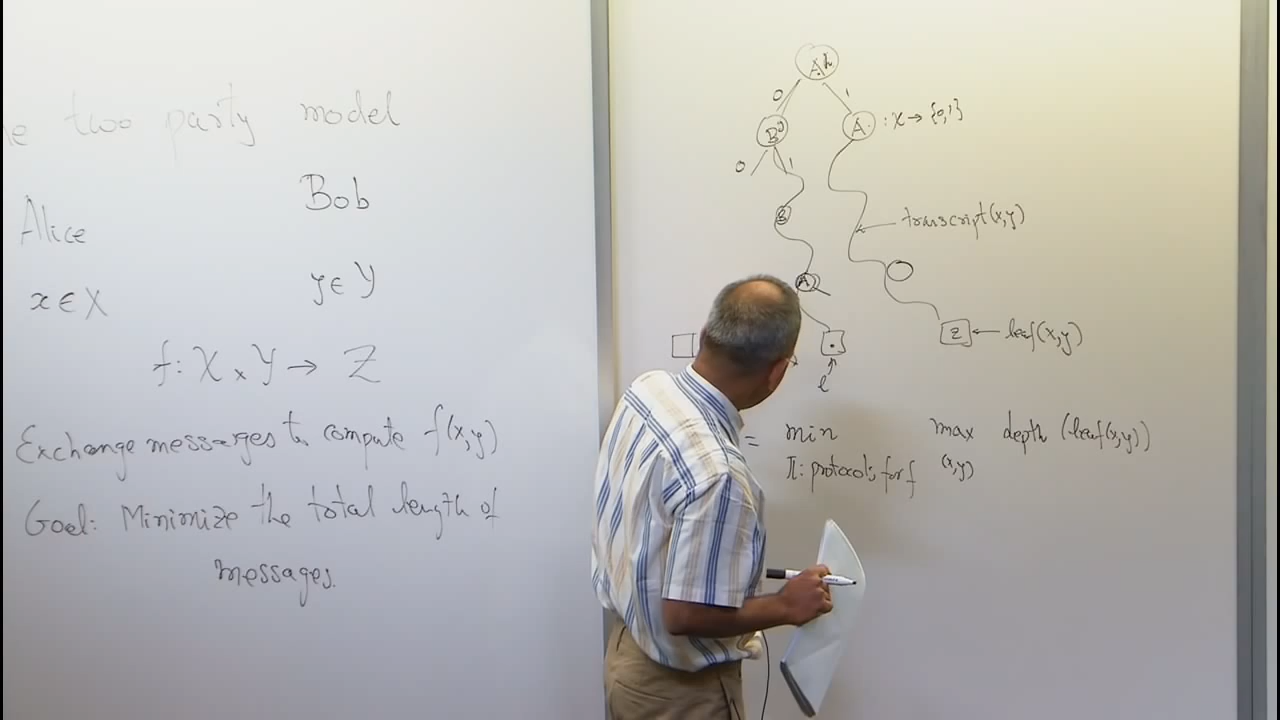 two party model
Alice Bob
x ∈ X y ∈ Y
f: X × Y → Z
Exchange messages to compute f(x,y)
Goal: Minimize the total length of
messages.
A
0 1
B A : X → {0,1}
0 1
B transcript(x,y)
A
z ← leaf(x,y)
l
= min max depth (leaf(x,y))
Π: protocols for f (x,y)